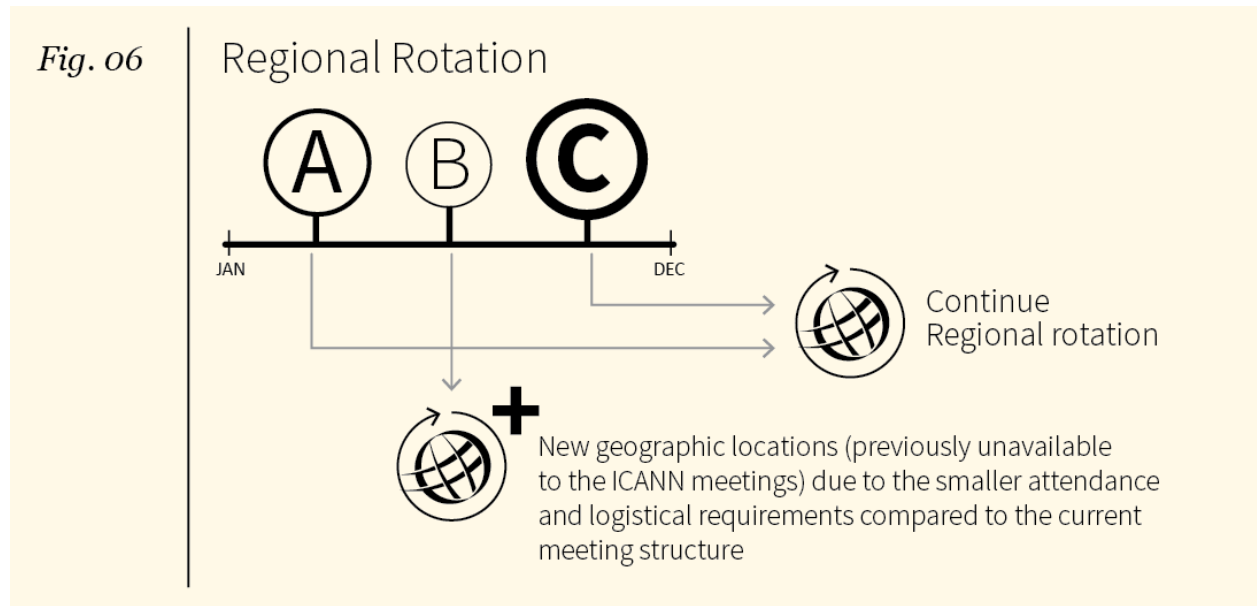 Fig. 06
Regional Rotation
A
B
C
JAN
DEC
Continue
Regional rotation
+
New geographic locations (previously unavailable
to the ICANN meetings) due to the smaller attendance
and logistical requirements compared to the current
meeting structure